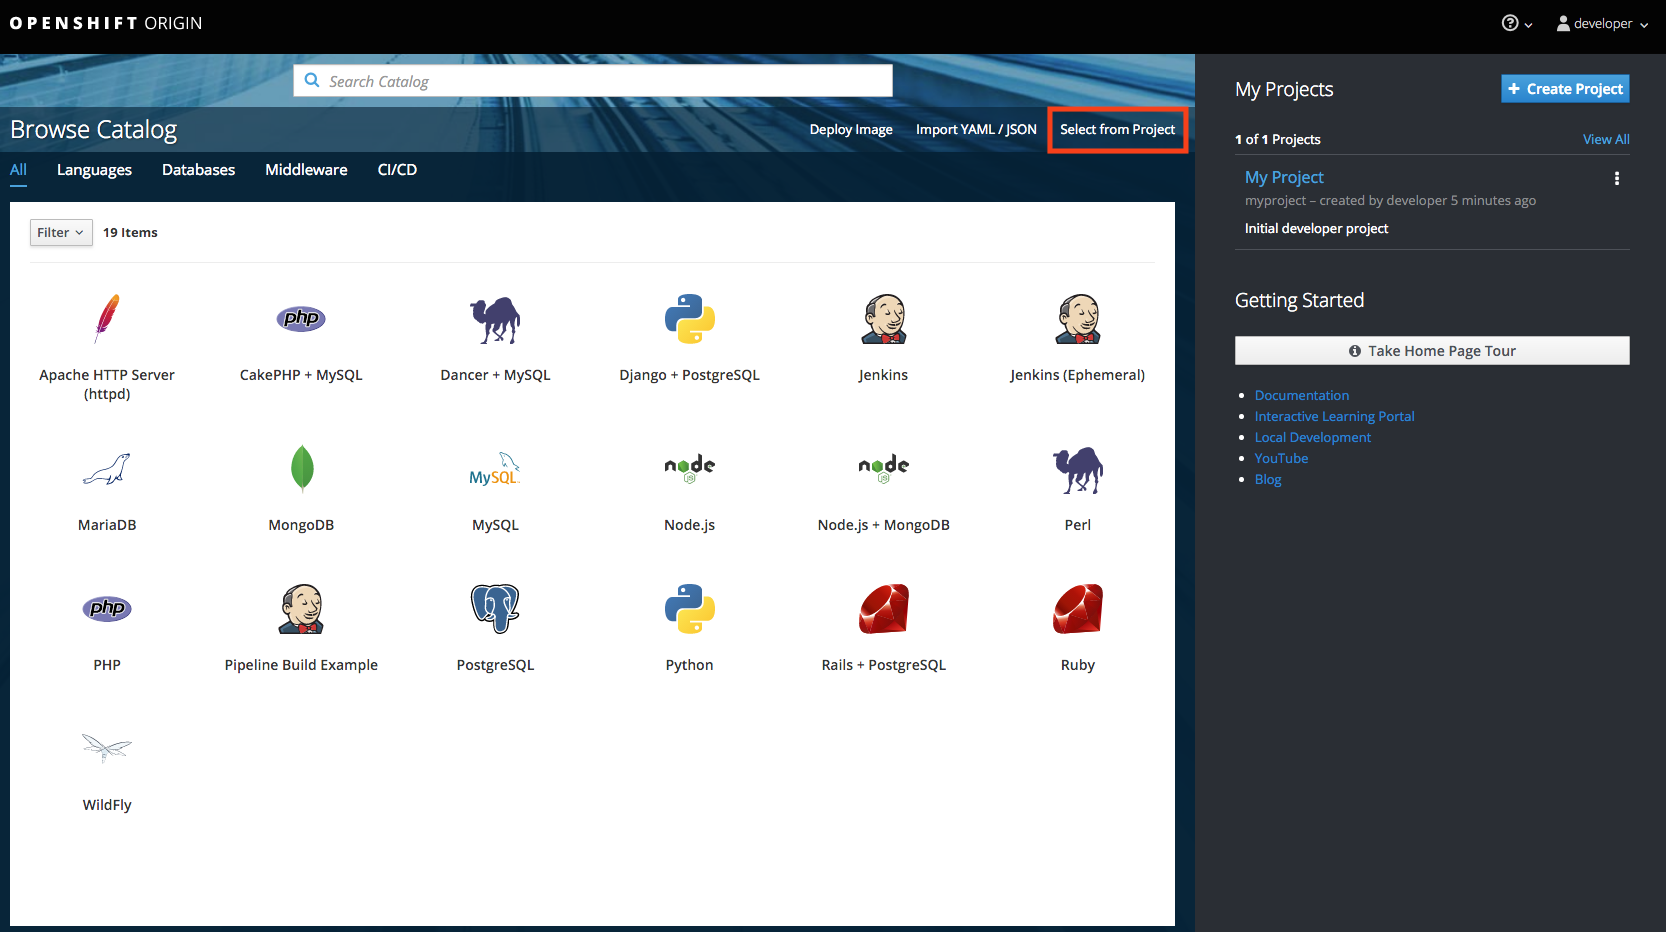 OPENSHIFT ORIGIN
developer
Search Catalog
Browse Catalog
Deploy Image
Import YAML / JSON
Select from Project
All
Languages
Databases
Middleware
CI/CD
Filter
19 Items
Apache HTTP Server
(httpd)
php
CakePHP + MySQL
Dancer + MySQL
Django + PostgreSQL
Jenkins
Jenkins (Ephemeral)
MariaDB
MongoDB
MySQL
MySQL
node
JS
Node.js
node
JS
Node.js + MongoDB
Perl
php
PHP
Pipeline Build Example
PostgreSQL
Python
Rails + PostgreSQL
Ruby
WildFly
My Projects
Create Project
1 of 1 Projects
View All
My Project
myproject – created by developer 5 minutes ago
Initial developer project
Getting Started
Take Home Page Tour
Documentation
Interactive Learning Portal
Local Development
YouTube
Blog